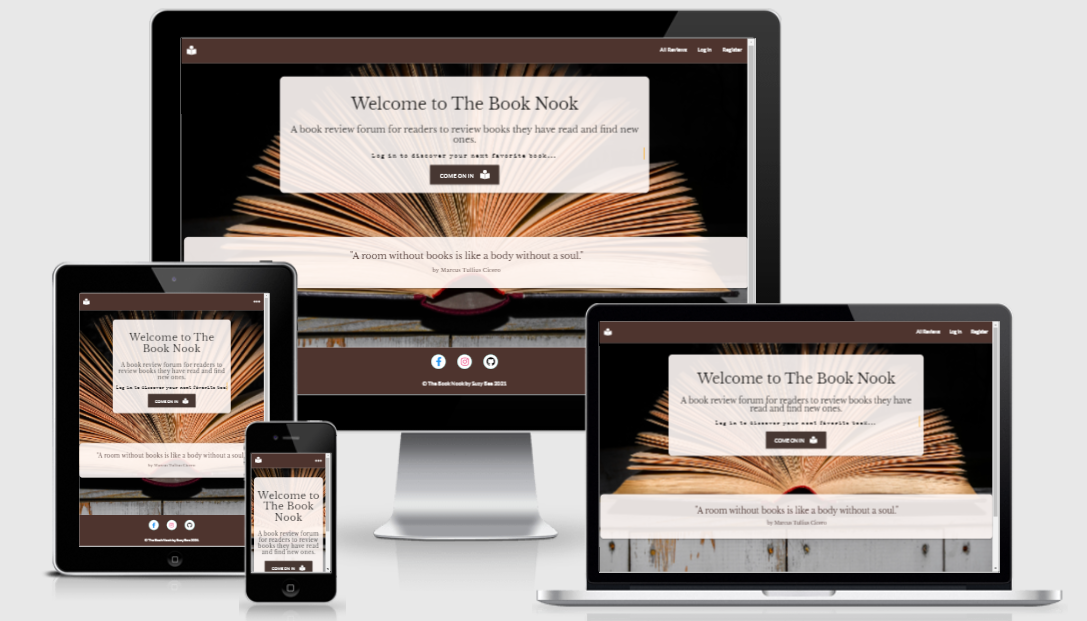 All Reviews Log In Register
Welcome to The Book Nook
A book review forum for readers to review books they have read and find new
ones.
Log in to discover your next favorite book...
COME ON IN
"A room without books is like a body without a soul."
by Marcus Tullius Cicero
© The Book Nook by Suzy Bee 2021
Welcome to The
Book Nook
A book review forum for readers to
review books they have read and find
new ones.
Log in to discover your next favorite boo
COME ON IN
"A room without books is like a body without a soul
by Marcus Tullius Cicero
© The Book Nook by Suzy Bee 2021
Welcome to
The Book
Nook
A book review forum
for readers to review
books they have read
and find new ones.
COME ON IN
All Reviews Log In Register
Welcome to The Book Nook
A book review forum for readers to review books they have
read and find new ones.
Log in to discover your next favorite book...
COME ON IN
"A room without books is like a body without a soul."
by Marcus Tullius Cicero